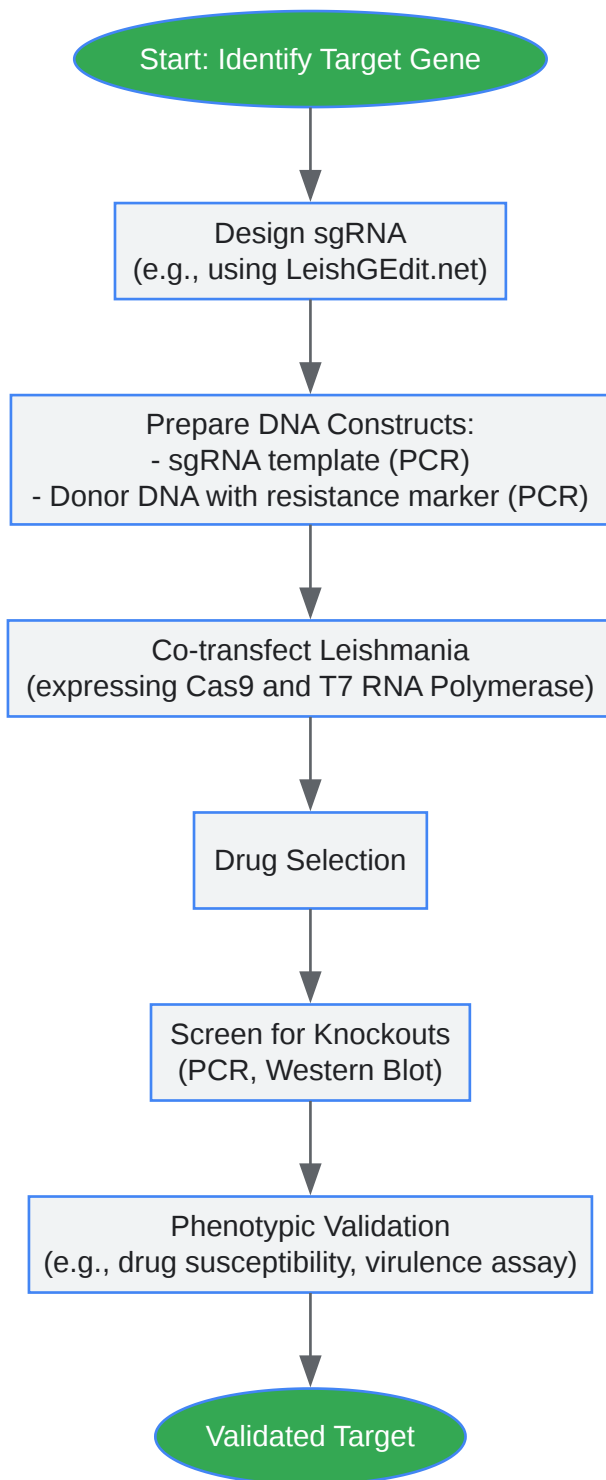 Start: Identify Target Gene
Design sgRNA
(e.g., using LeishGEdit.net)
Prepare DNA Constructs:
- sgRNA template (PCR)
- Donor DNA with resistance marker (PCR)
Co-transfect Leishmania
(expressing Cas9 and T7 RNA Polymerase)
Drug Selection
Screen for Knockouts
(PCR, Western Blot)
Phenotypic Validation
(e.g., drug susceptibility, virulence assay)
Validated Target